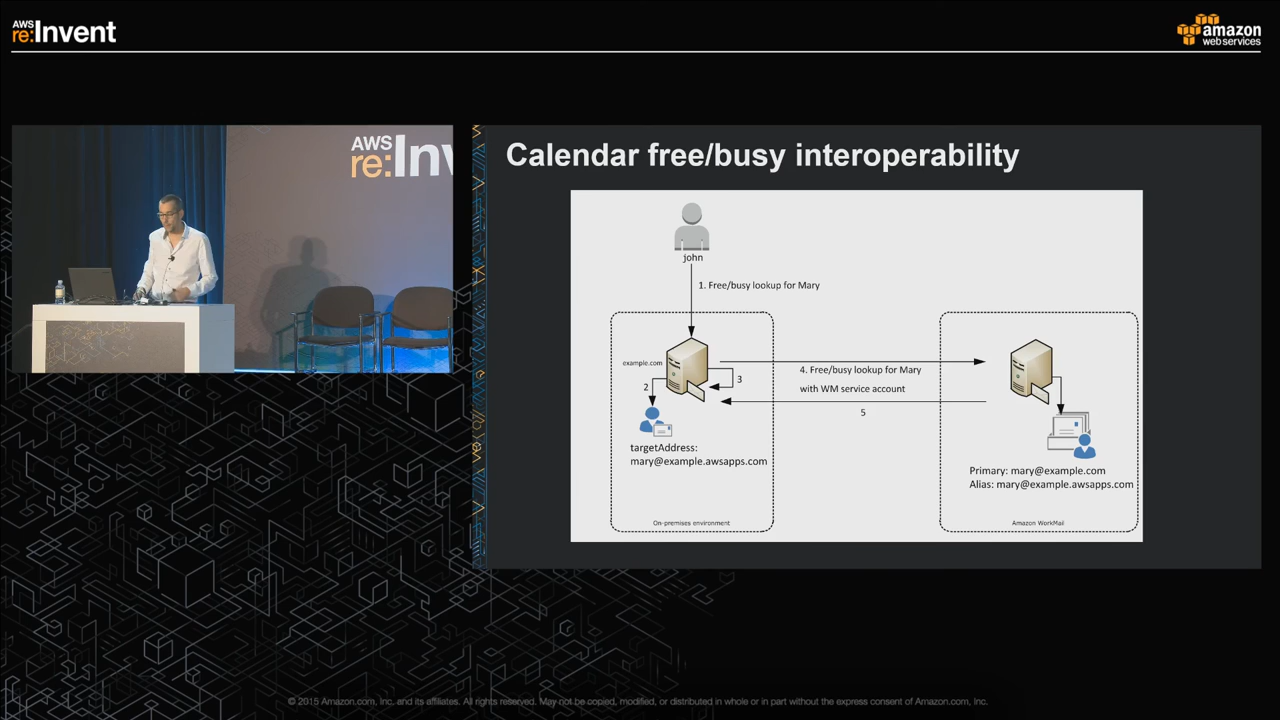 AWS
re:Invent
amazon
web services
AWS
re:Inv
Calendar free/busy interoperability
john
1. Free/busy lookup for Mary
example.com
2
3
4. Free/busy lookup for Mary
with WM service account
5
targetAddress:
mary@example.awsapps.com
Primary: mary@example.com
Alias: mary@example.awsapps.com
On-premises environment
Amazon WorkMail
© 2015 Amazon.com, Inc. and its affiliates. All rights reserved. May not be copied, modified, or distributed in whole or in part without the express consent of Amazon.com, Inc.